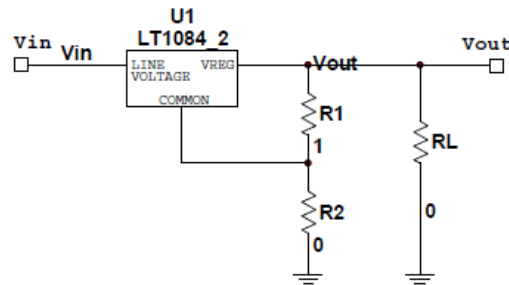 U1
LT1084_2
Vin
Vin
LINE VREG
VOLTAGE
COMMON
Vout
Vout
R1
1
RL
R2
0
0